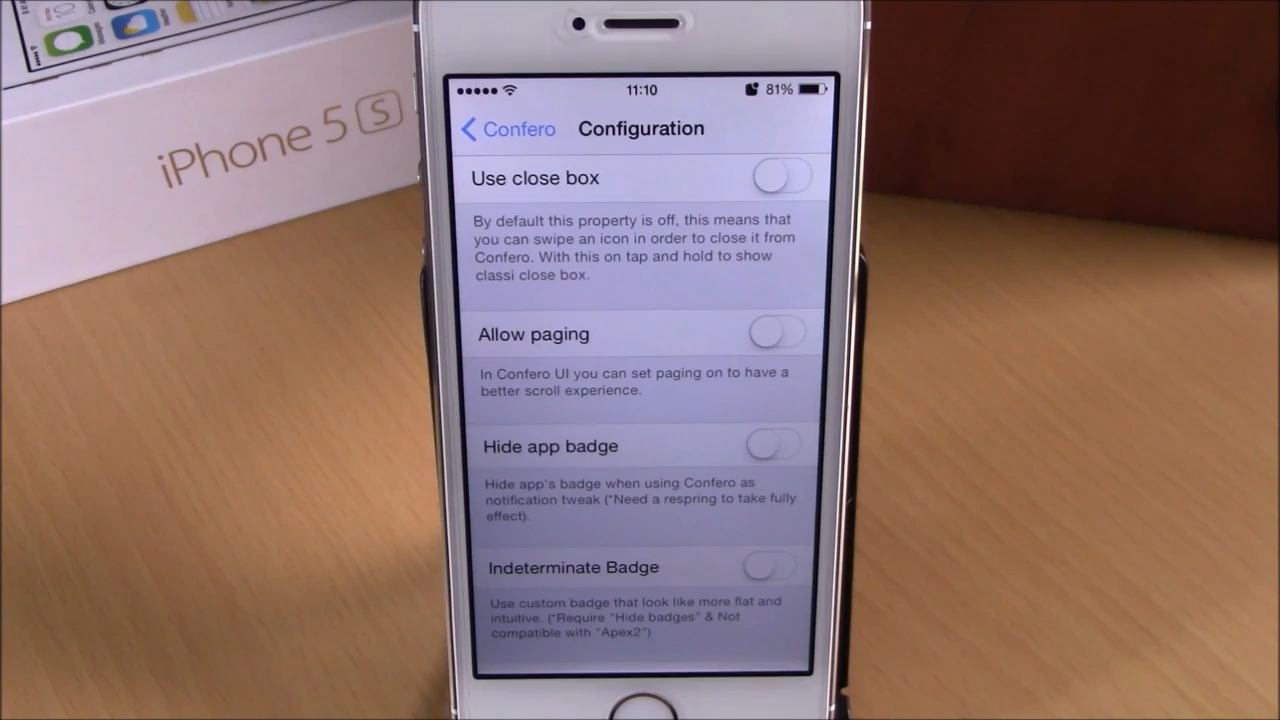 iPhone 5 S
11:10
81%
Confero Configuration
Use close box
By default this property is off, this means that
you can swipe an icon in order to close it from
Confero. With this on tap and hold to show
classi close box.
Allow paging
In Confero UI you can set paging on to have a
better scroll experience.
Hide app badge
Hide app's badge when using Confero as
notification tweak (*Need a respring to take fully
effect).
Indeterminate Badge
Use custom badge that look like more flat and
intuitive. (*Require "Hide badges" & Not
compatible with "Apex2")